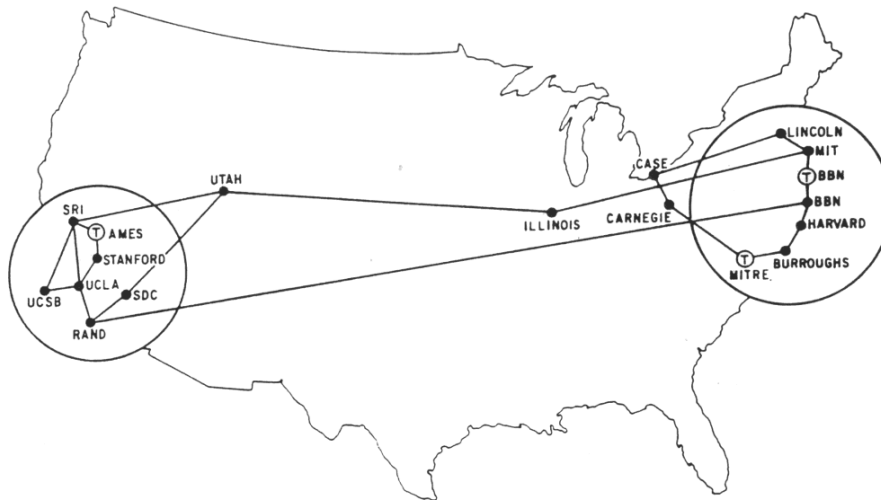 LINCOLN
MIT
CASE
T BBN
UTAH
BBN
SRI
ILLINOIS
CARNEGIE
HARVARD
T AMES
STANFORD
BURROUGHS
T
MITRE
UCLA
SDC
UCSB
RAND